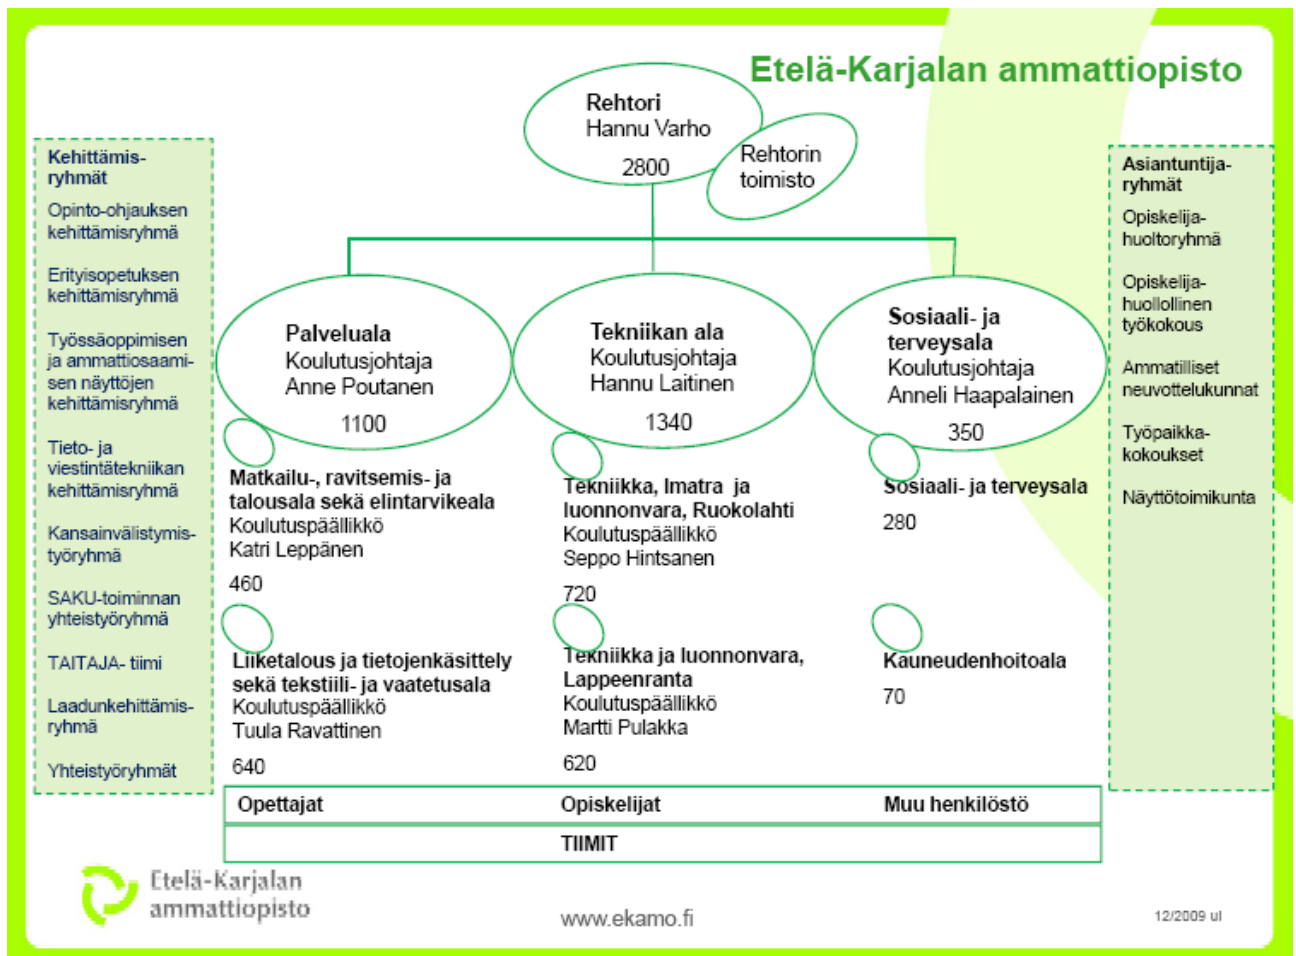 Etelä-Karjalan ammattiopisto
Rehtori
Hannu Varho
2800
Rehtorin
toimisto
Kehittämis-
ryhmät
Opinto-ohjauksen
kehittämisryhmä
Erityisopetuksen
kehittämisryhmä
Työssäoppimisen
ja ammattiosaami-
sen näyttöjen
kehittämisryhmä
Tieto- ja
viestintätekniikan
kehittämisryhmä
Kansainvälistymis-
työryhmä
SAKU-toiminnan
yhteistyöryhmä
TAITAJA- tiimi
Laadunkehittämis-
ryhmä
Yhteistyöryhmät
Palveluala
Koulutusjohtaja
Anne Poutanen
1100
Tekniikan ala
Koulutusjohtaja
Hannu Laitinen
1340
Sosiaali- ja
terveysala
Koulutusjohtaja
Anneli Haapalainen
350
Matkailu-, ravitsemis- ja
talousala sekä elintarvikeala
Koulutuspäällikkö
Katri Leppänen
460
Tekniikka, Imatra ja
luonnonvara, Ruokolahti
Koulutuspäällikkö
Seppo Hintsanen
720
Sosiaali- ja terveysala
280
Liiketalous ja tietojenkäsittely
sekä tekstiili- ja vaatetusala
Koulutuspäällikkö
Tuula Ravattinen
640
Tekniikka ja luonnonvara,
Lappeenranta
Koulutuspäällikkö
Martti Pulakka
620
Kauneudenhoitoala
70
Asiantuntija-
ryhmät
Opiskelija-
huoltoryhmä
Opiskelija-
huollollinen
työkokous
Ammatilliset
neuvottelukunnat
Työpaikka-
kokoukset
Näyttötoimikunta
Opettajat
Opiskelijat
Muu henkilöstö
TIIMIT
Etelä-Karjalan
ammattiopisto
www.ekamo.fi
12/2009 ul